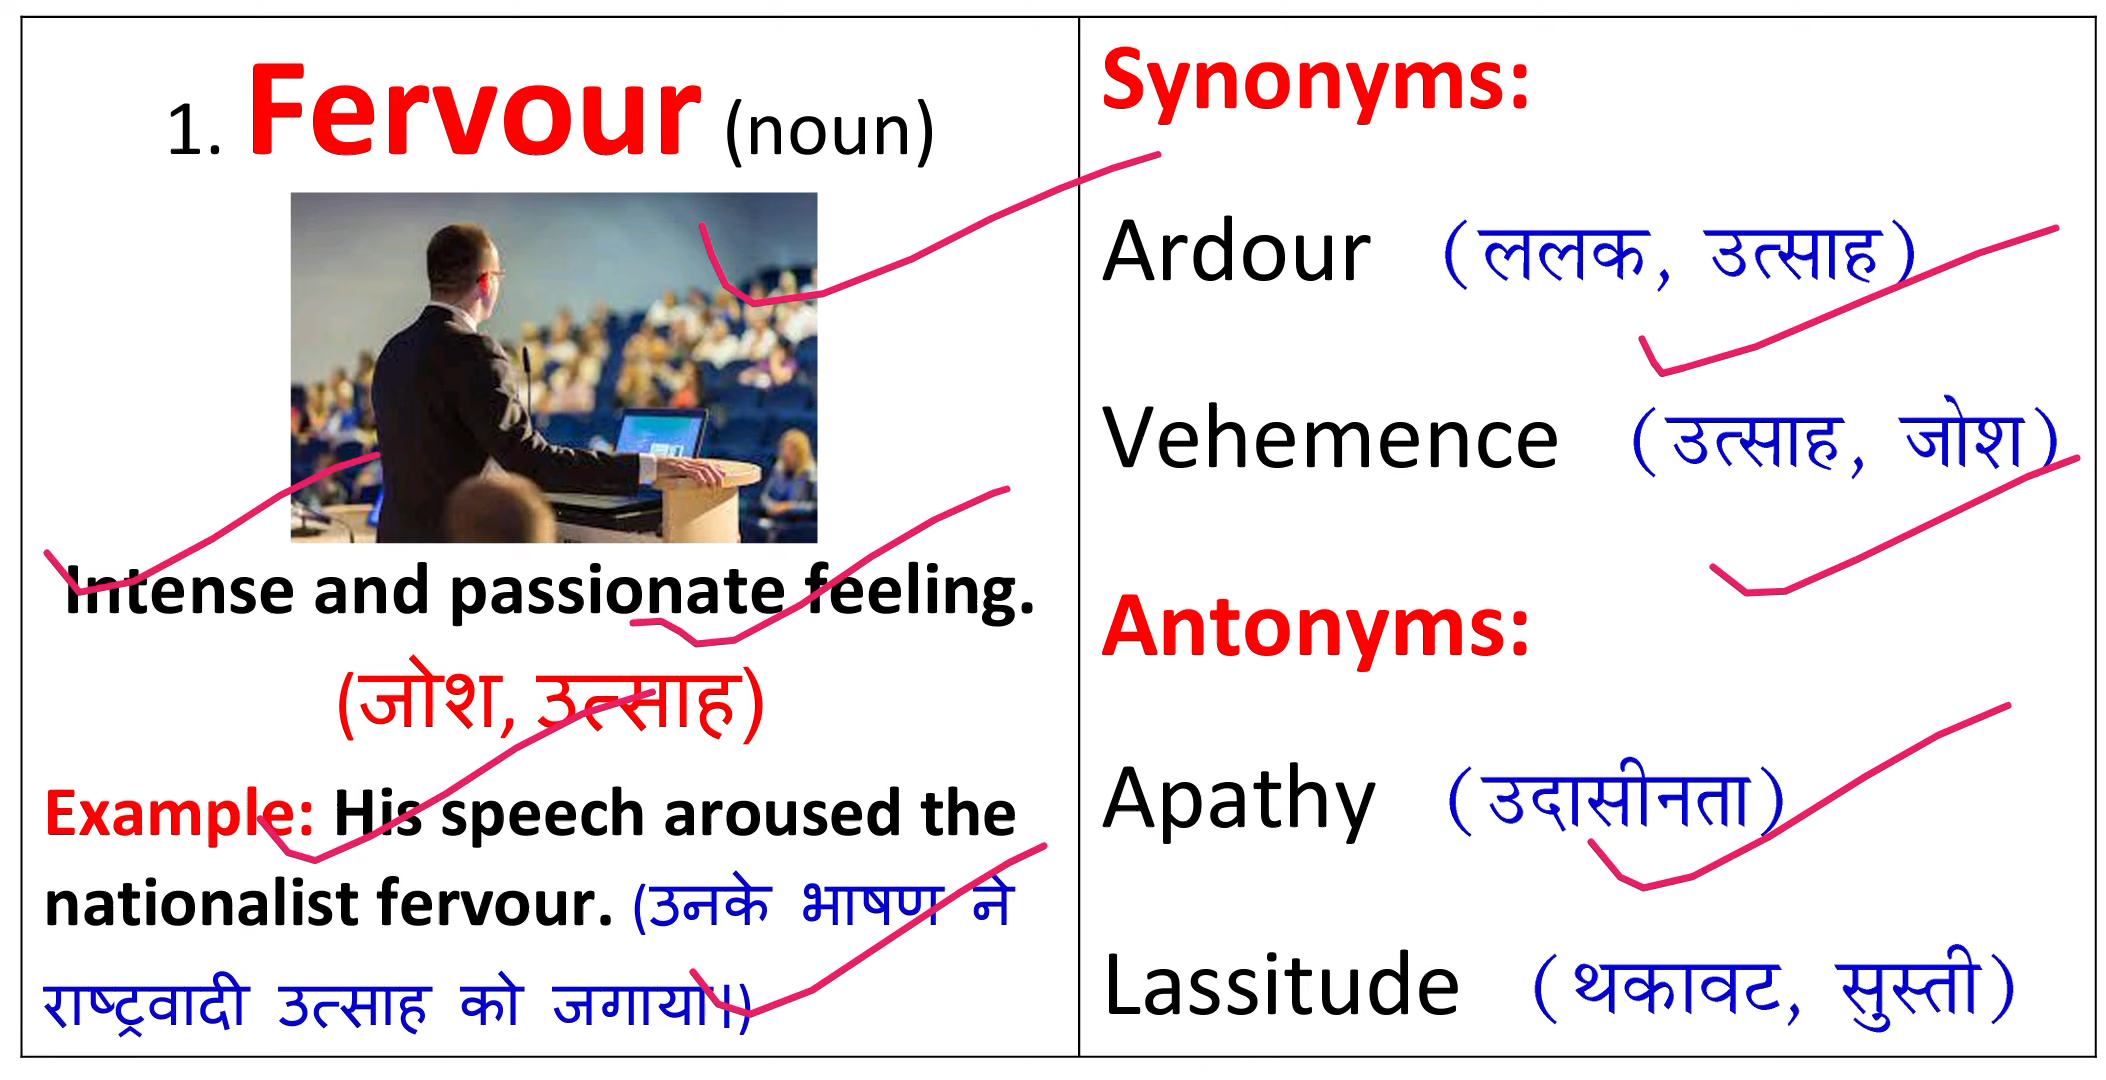 1. Fervour (noun)
Intense and passionate feeling.
(जोश, उत्साह)
Example: His speech aroused the
nationalist fervour. (उनके भाषण ने
राष्ट्रवादी उत्साह को जगाया।)
Synonyms:
Ardour (ललक, उत्साह)
Vehemence (उत्साह, जोश)
Antonyms:
Apathy (उदासीनता)
Lassitude (थकावट, सुस्ती)